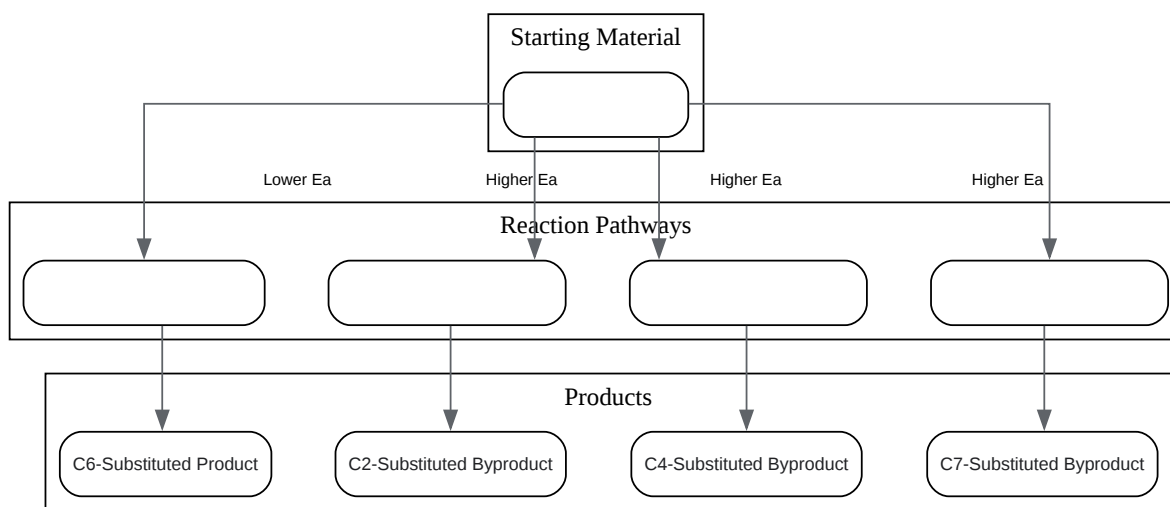 Starting Material
Lower Ea
Higher Ea
Higher Ea
Higher Ea
Reaction Pathways
Products
C6-Substituted Product
C2-Substituted Byproduct
C4-Substituted Byproduct
C7-Substituted Byproduct